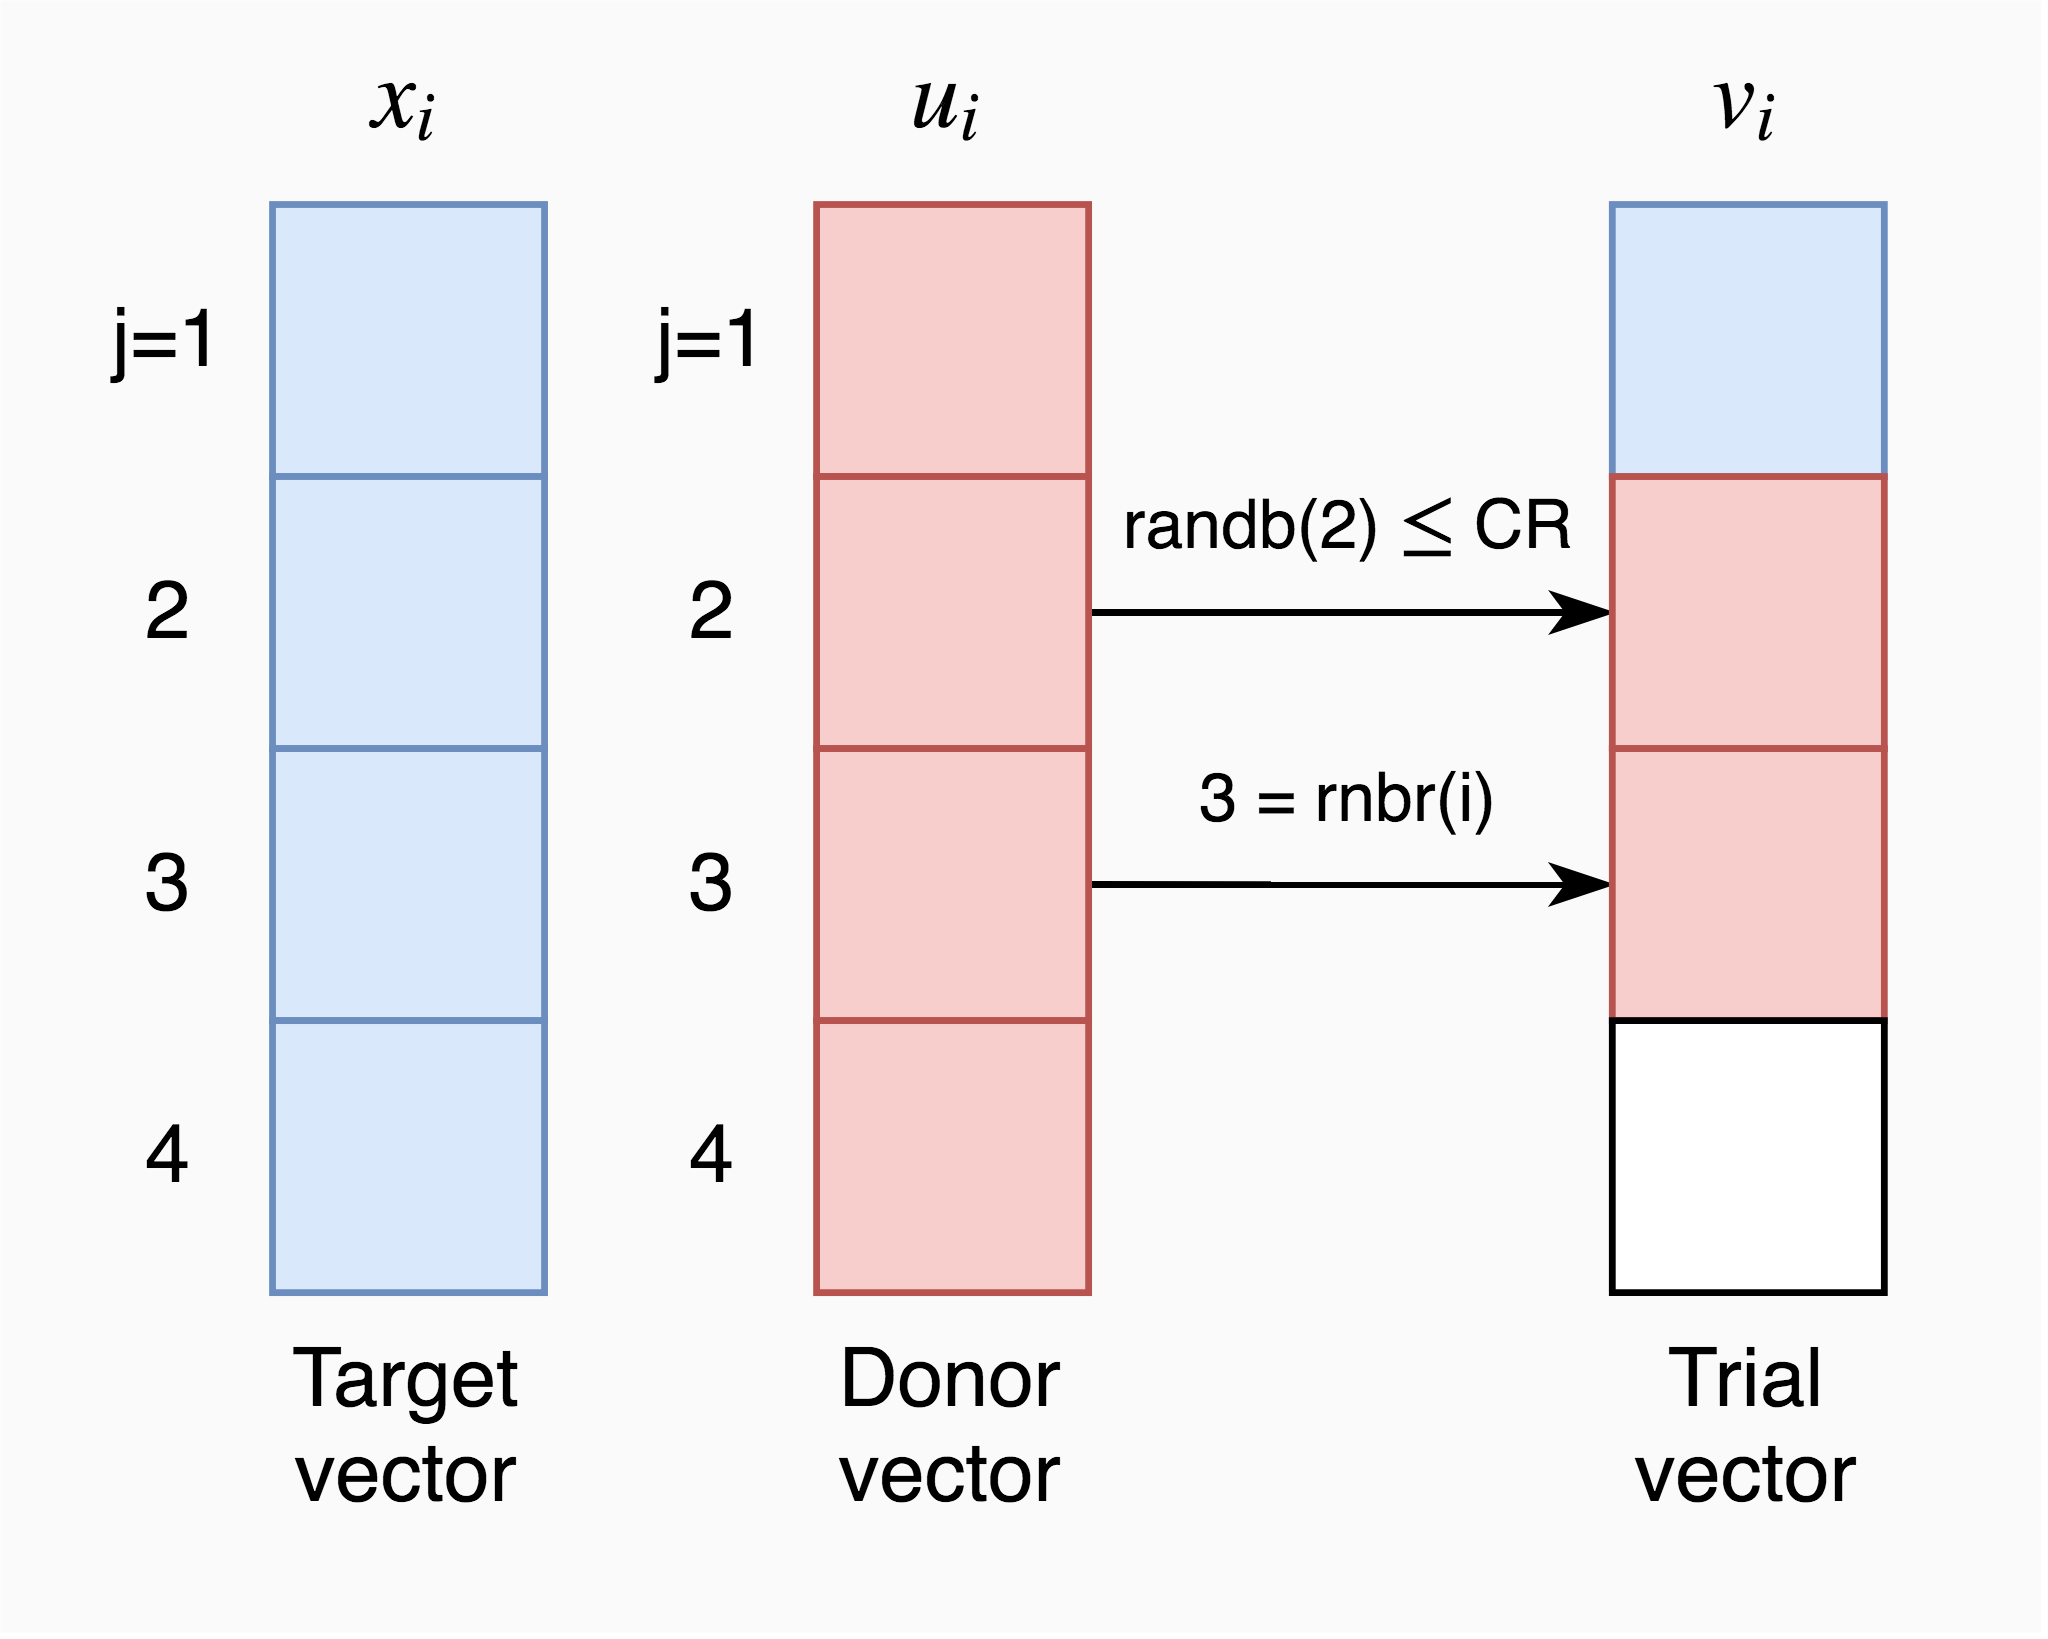 x_i
u_i
v_i
j=1
j=1
randb(2) ≤ CR
2
2
3 = rnbr(i)
3
3
4
4
Target
vector
Donor
vector
Trial
vector